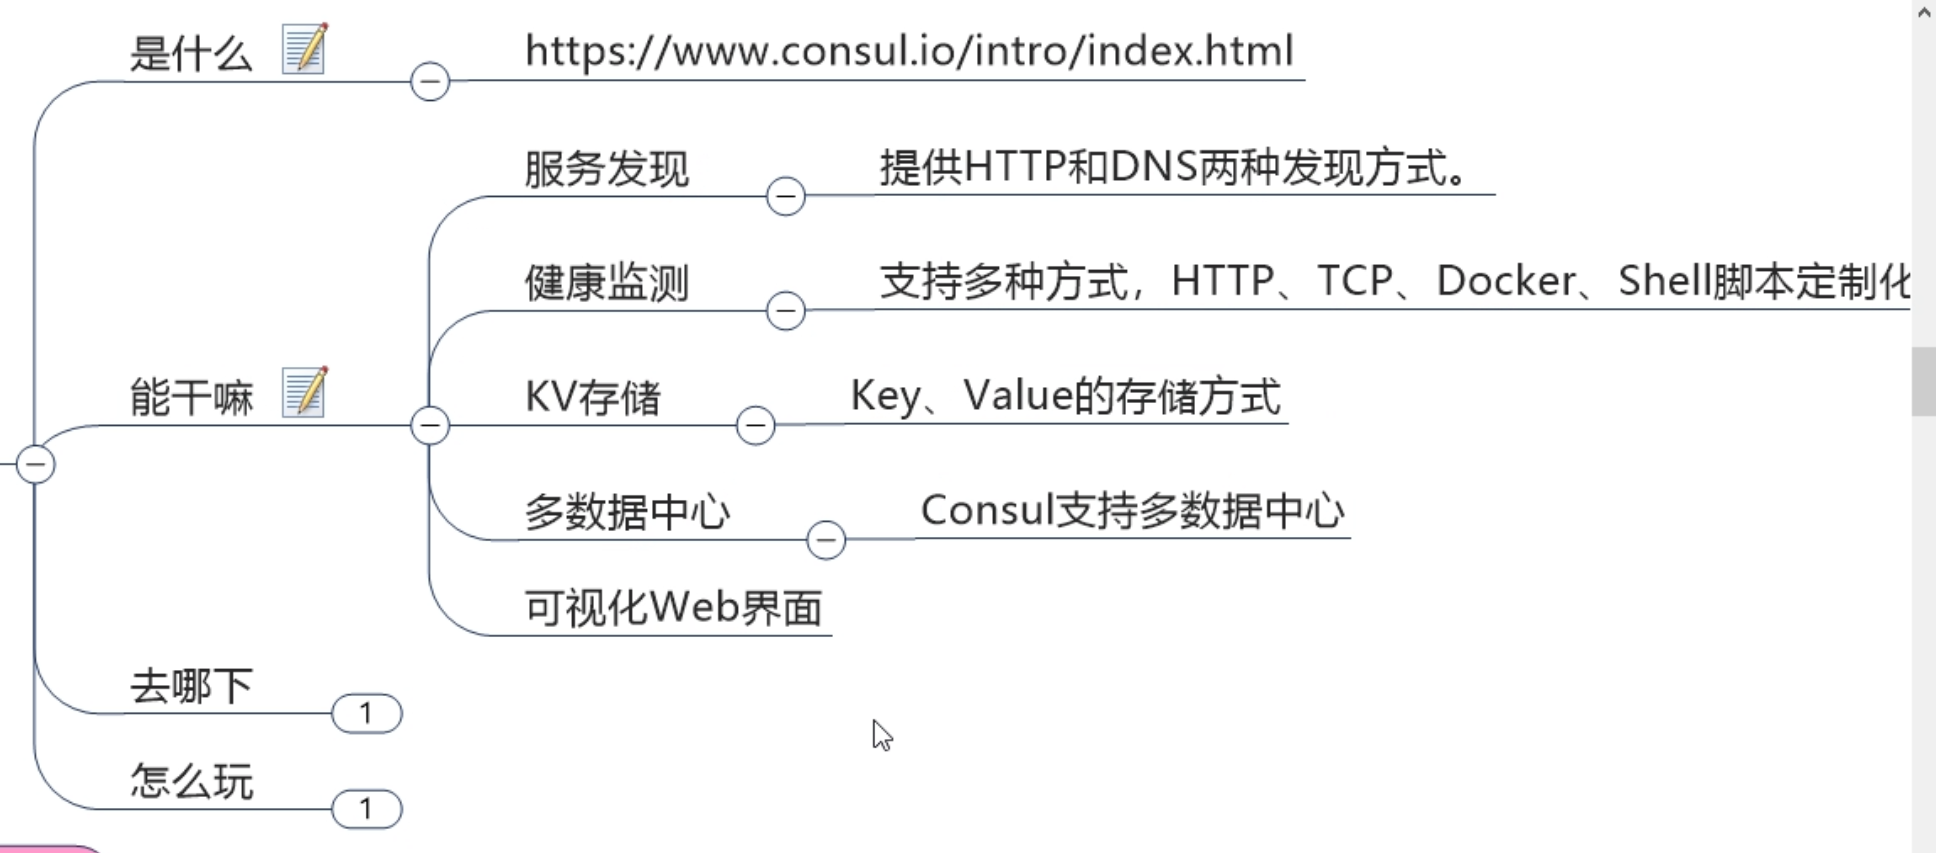 是什么
https://www.consul.io/intro/index.html
服务发现
提供HTTP和DNS两种发现方式。
健康监测
支持多种方式，HTTP、TCP、Docker、Shell脚本定制化
能干嘛
KV存储
Key、Value的存储方式
多数据中心
Consul支持多数据中心
可视化Web界面
去哪下
1
怎么玩
1